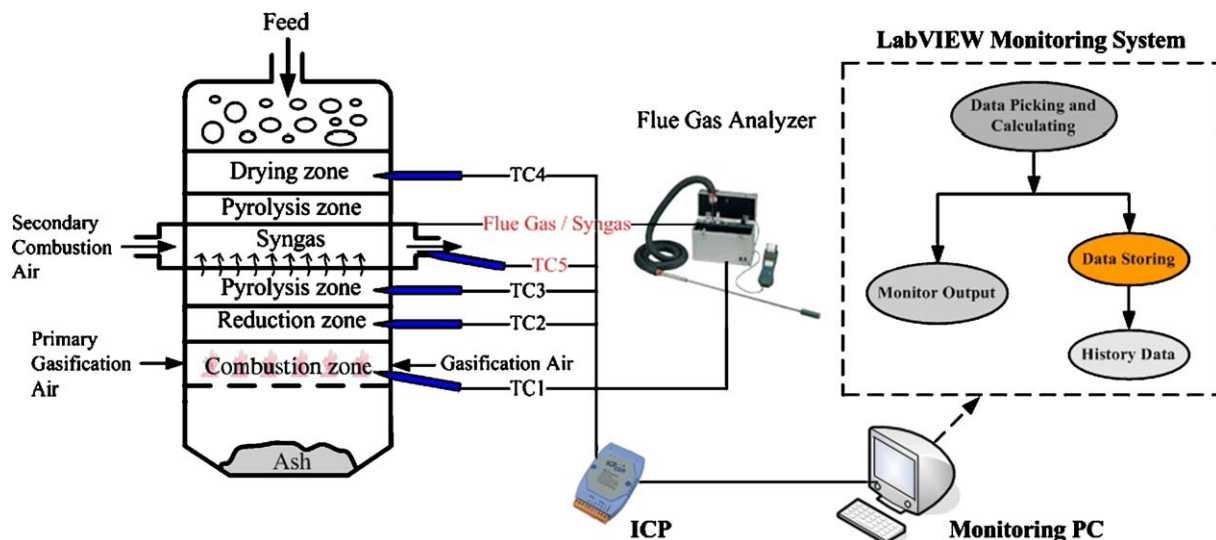 Feed
LabVIEW Monitoring System
Flue Gas Analyzer
Data Picking and
Calculating
Drying zone
TC4
Pyrolysis zone
Secondary
Combustion
Air
Syngas
Flue Gas / Syngas
TC5
Data Storing
Pyrolysis zone
TC3
Monitor Output
Reduction zone
TC2
Primary
Gasification
Air
Combustion zone
Gasification Air
TC1
History Data
Ash
ICP
Monitoring PC